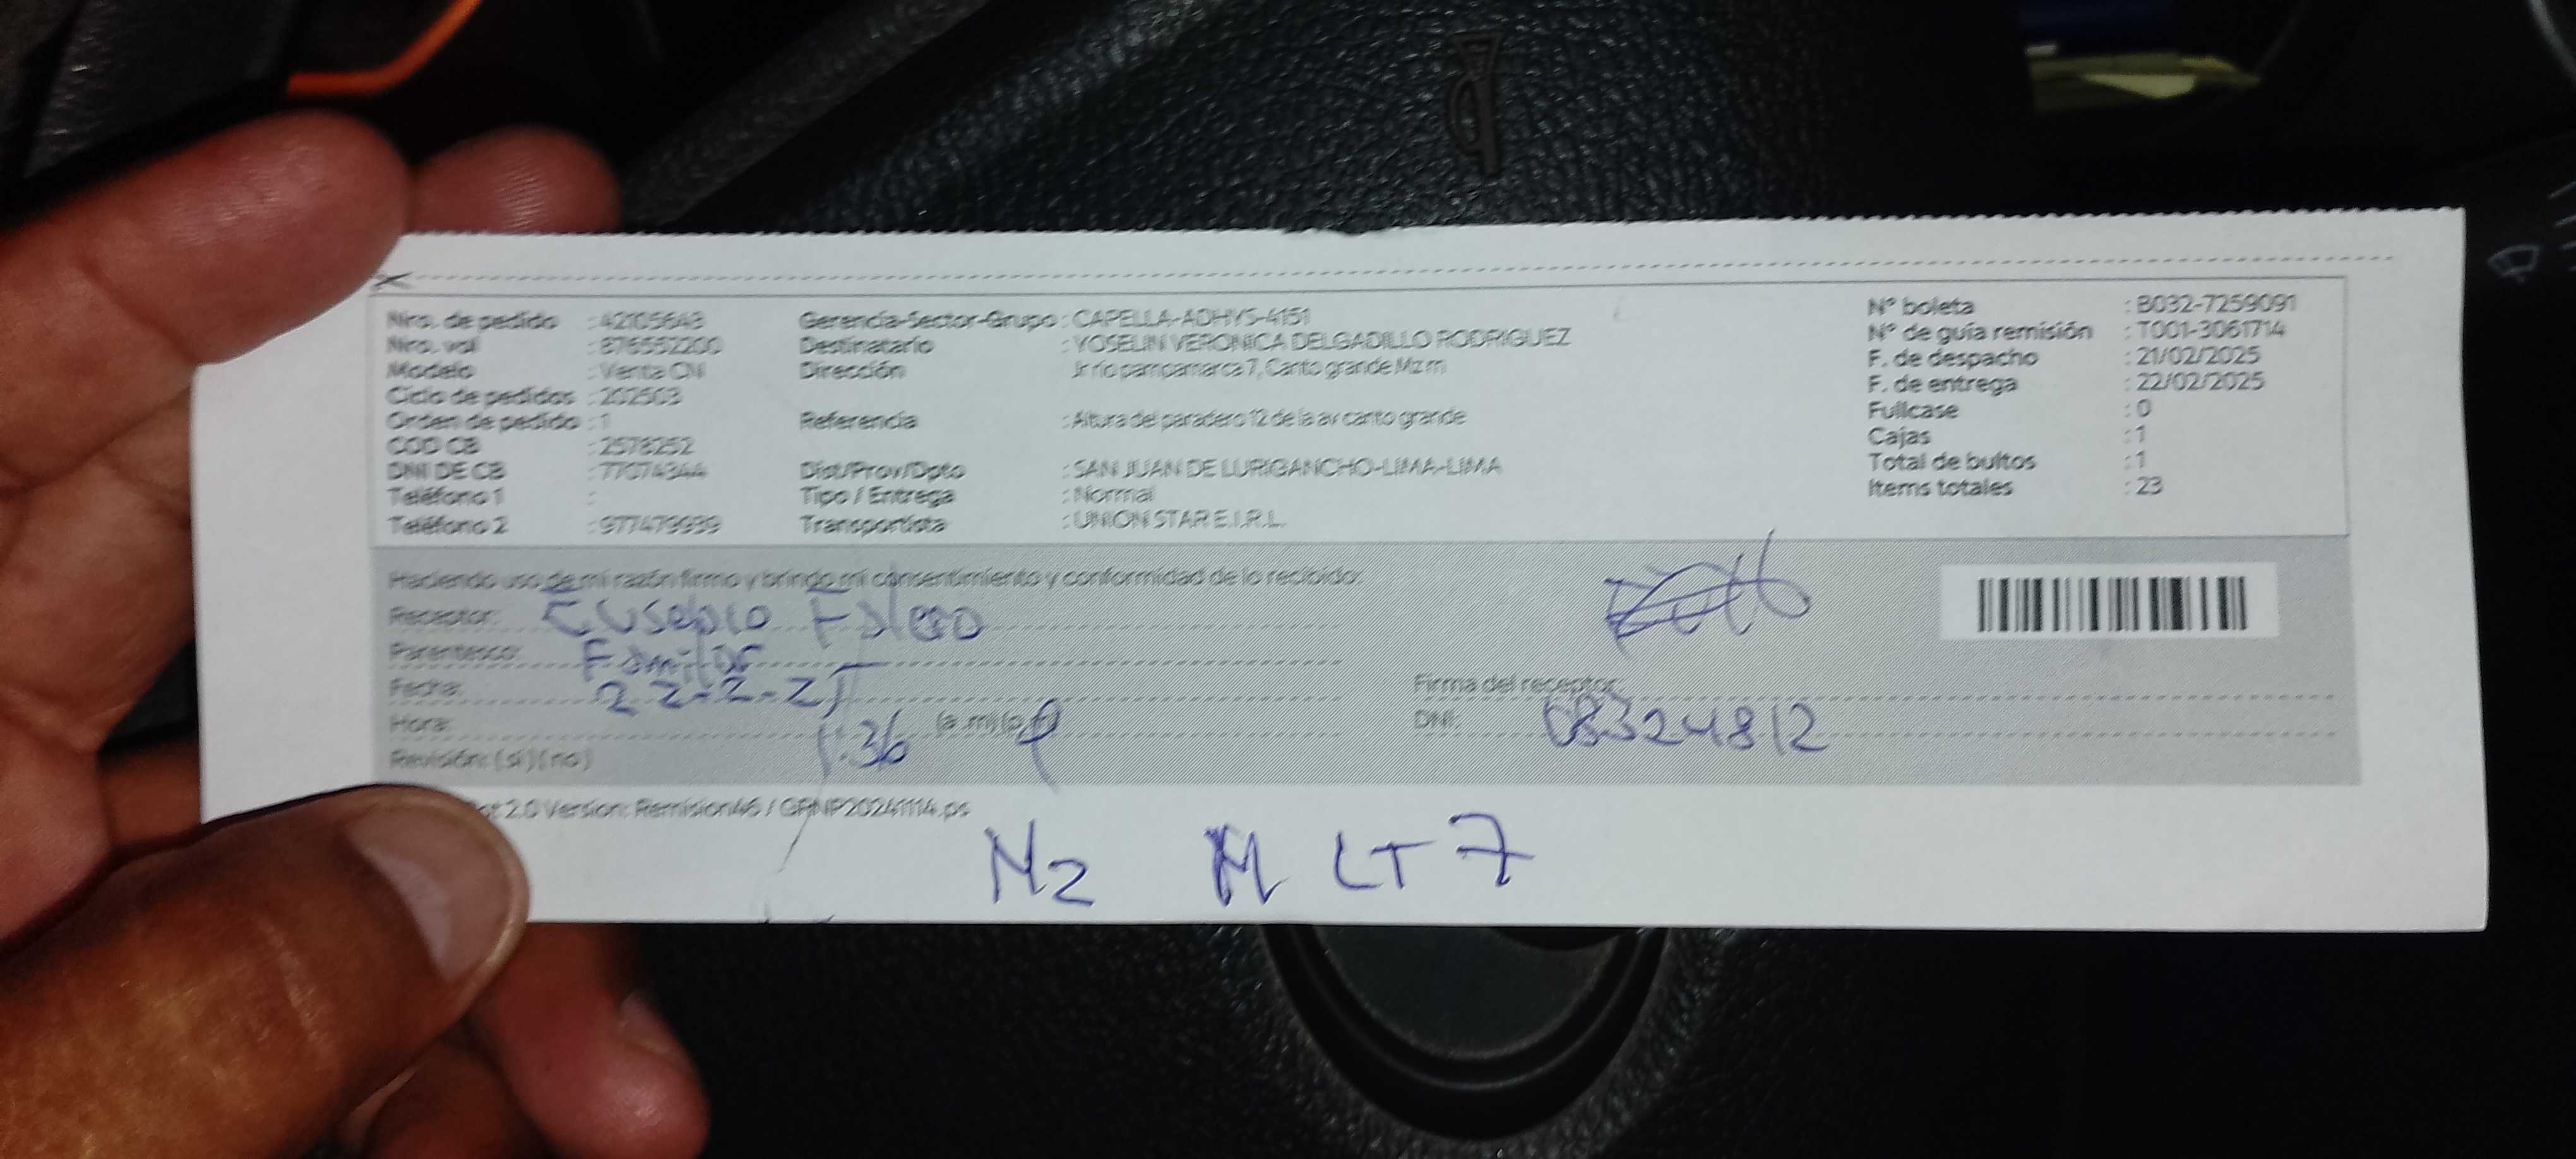 Nro. de pedido : 42105643 Gerencia-Sector-Grupo : CAPELLA-ADHYS-4151 N° boleta : B032-7259091
Nro. vol : 876552200 Destinatario : YOSELIN VERONICA DELGADILLO RODRIGUEZ N° de guía remisión : T001-3061714
Modelo : Venta CN Dirección Jr río pampamarca 7, Canto grande Mz m F. de despacho : 21/02/2025
Ciclo de pedidos : 202503 F. de entrega : 22/02/2025
Orden de pedido : 1 Referencia : Altura del paradero 12 de la av canto grande Fullcase : 0
COD CB : 2578252 Cajas : 1
DNI DE CB : 77074344 Dist/Prov/Dpto : SAN JUAN DE LURIGANCHO-LIMA-LIMA Total de bultos : 1
Teléfono 1 : Tipo / Entrega : Normal Items totales : 23
Teléfono 2 : 977479939 Transportista : UNION STAR E.I.R.L.
Haciendo uso de mi razón firmo y brindo mi consentimiento y conformidad de lo recibido:
Receptor: Eusebio
Parentesco: Familiar
Fecha: 22-2-25 Firma del receptor:
Hora: 1:36 (a.m)(p.m) DNI: 08324812
Revisión: (si) (no)
2.0 Version: Remision46 / GRNP20241114.ps
Mz M LT 7